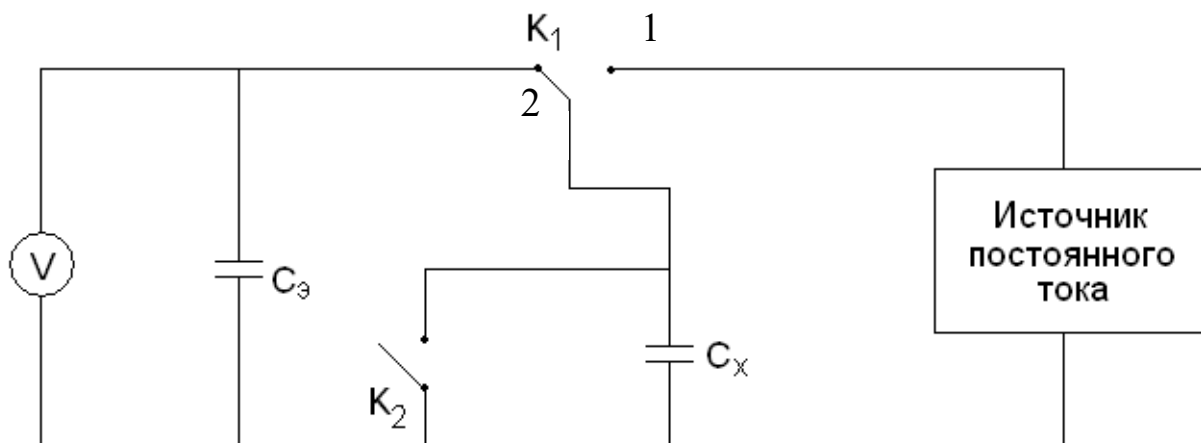 K₁
1
2
V
Cэ
K₂
Cₓ
Источник
постоянного
тока